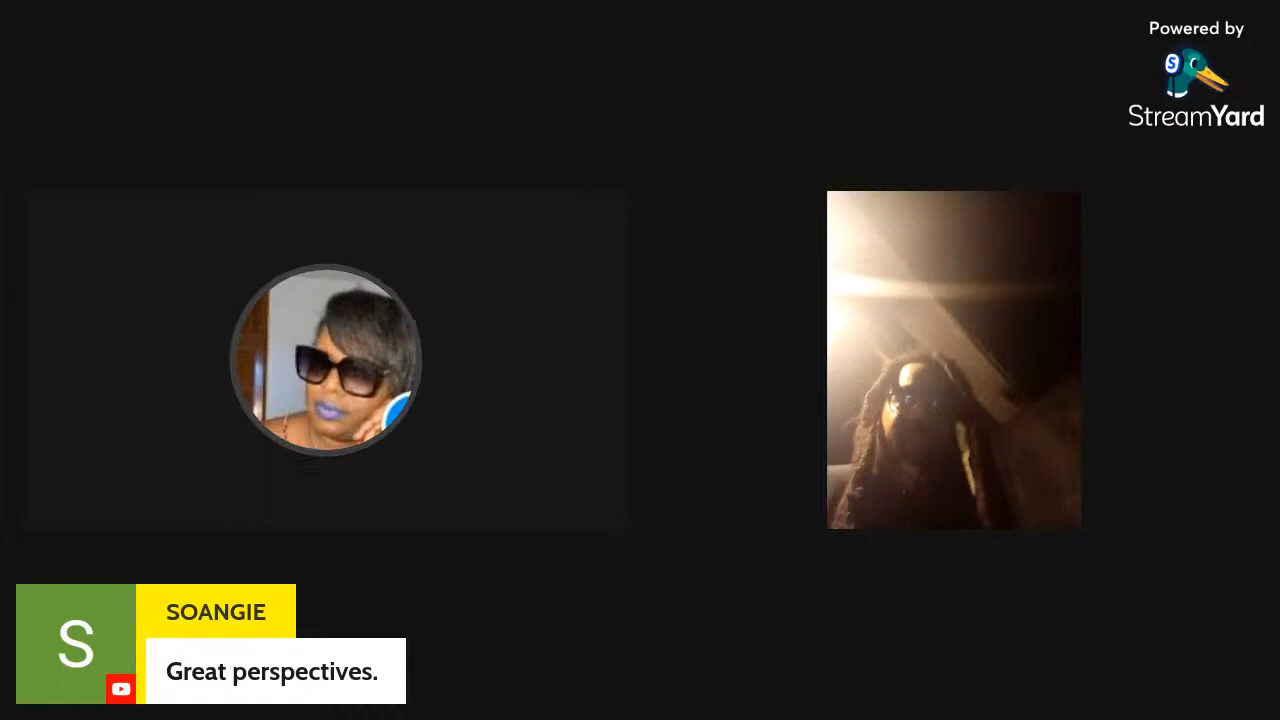 Powered by
S
StreamYard
S
SOANGIE
Great perspectives.